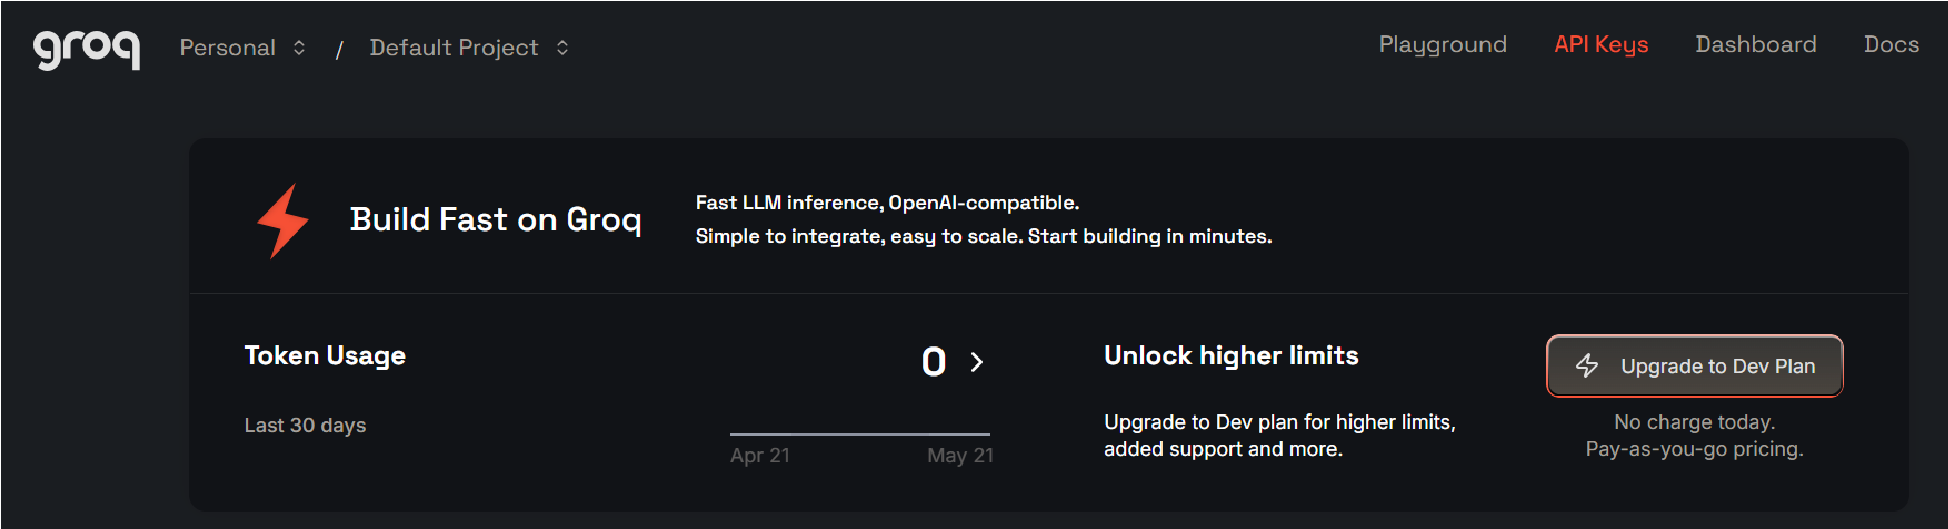 groq Personal / Default Project Playground API Keys Dashboard Docs
Build Fast on Groq
Fast LLM inference, OpenAI-compatible.
Simple to integrate, easy to scale. Start building in minutes.
Token Usage
0
Last 30 days
Apr 21 May 21
Unlock higher limits
Upgrade to Dev plan for higher limits,
added support and more.
Upgrade to Dev Plan
No charge today.
Pay-as-you-go pricing.